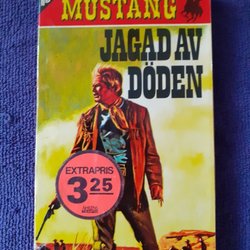 MUSTANG
JAGAD AV
DÖDEN
EXTRAPRIS
3 25